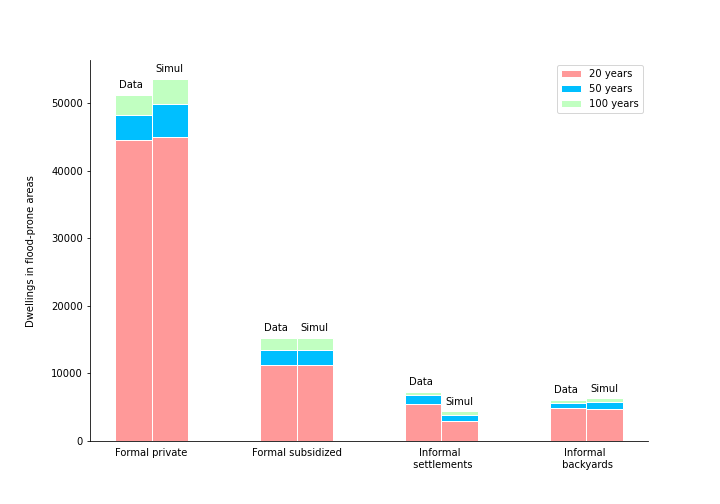 Simul
Data
20 years
50 years
100 years
50000
40000
30000
20000
10000
0
Dwellings in flood-prone areas
Data
Simul
Data
Simul
Data
Simul
Formal private
Formal subsidized
Informal
settlements
Informal
backyards